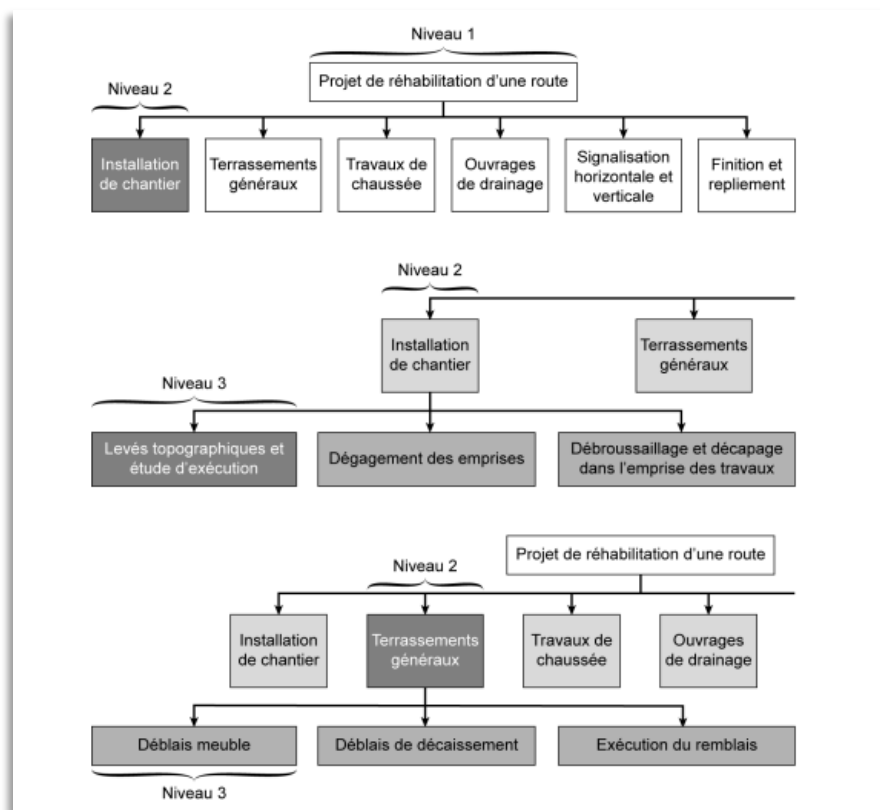 Niveau 1
Projet de réhabilitation d'une route
Niveau 2
Installation
de chantier
Terrassements
généraux
Travaux de
chaussée
Ouvrages
de drainage
Signalisation
horizontale et
verticale
Finition et
repliement
Niveau 2
Installation
de chantier
Terrassements
généraux
Niveau 3
Levés topographiques et
étude d'exécution
Dégagement des emprises
Débroussaillage et décapage
dans l'emprise des travaux
Projet de réhabilitation d'une route
Niveau 2
Installation
de chantier
Terrassements
généraux
Travaux de
chaussée
Ouvrages
de drainage
Déblais meuble
Déblais de décaissement
Exécution du remblais
Niveau 3